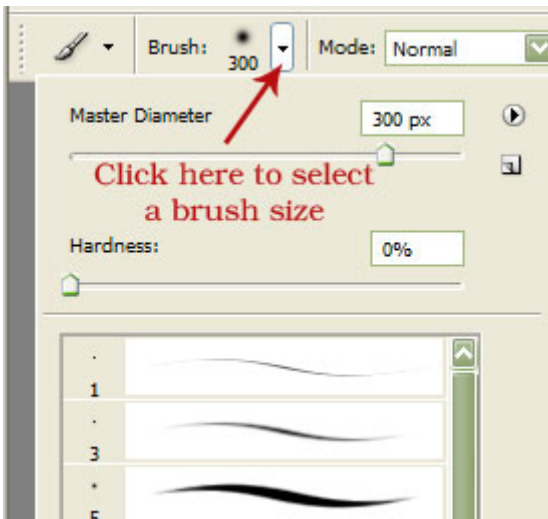 Brush: 300 Mode: Normal
Master Diameter 300 px
Click here to select
a brush size
Hardness: 0%
1
3
5